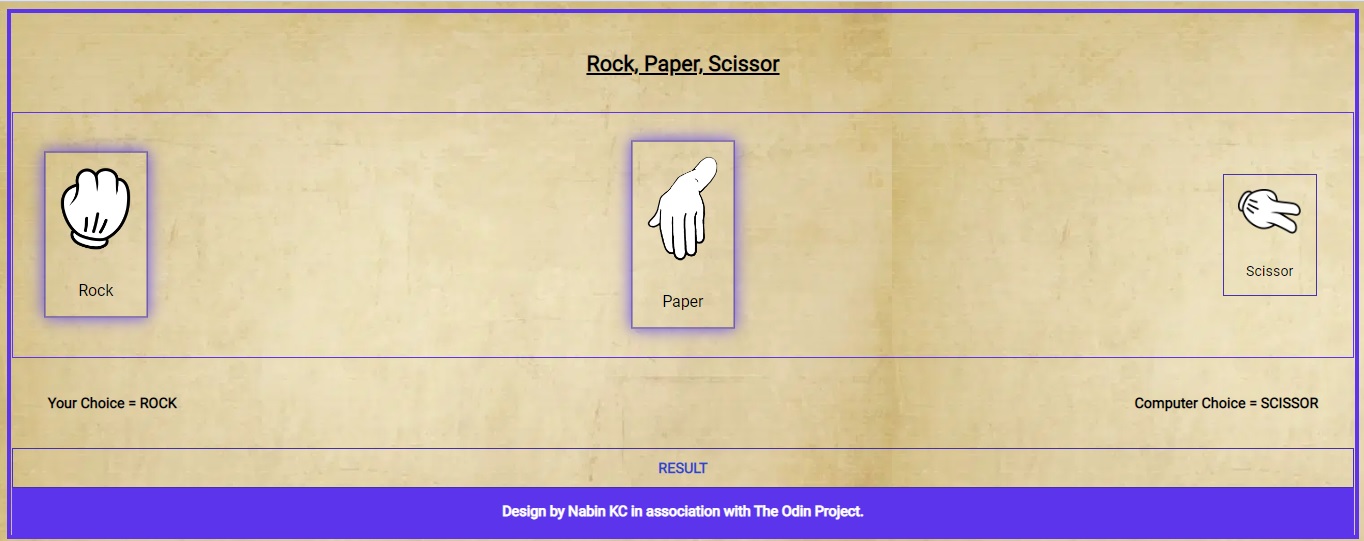 Rock, Paper, Scissor
Rock
Paper
Scissor
Your Choice = ROCK
Computer Choice = SCISSOR
RESULT
Design by Nabin KC in association with The Odin Project.